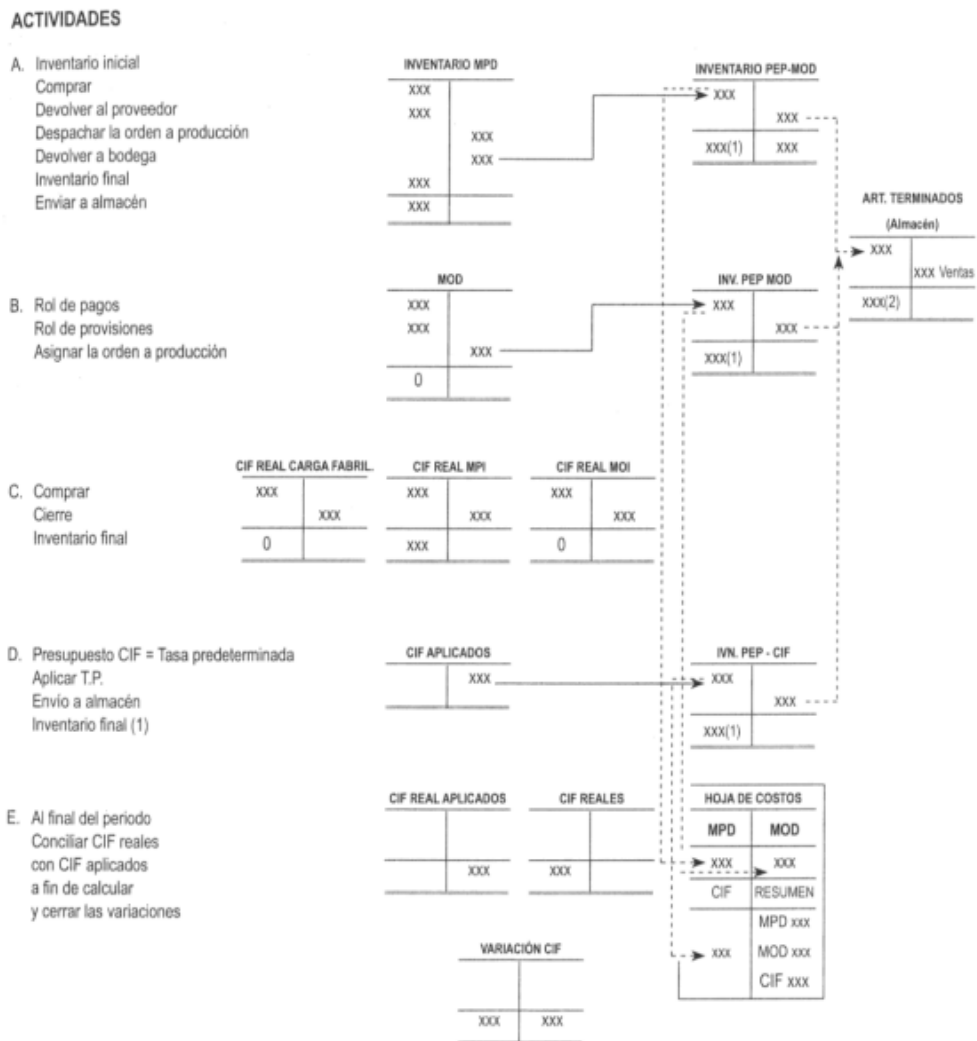 ACTIVIDADES
A. Inventario inicial
Comprar
Devolver al proveedor
Despachar la orden a producción
Devolver a bodega
Inventario final
Enviar a almacén
INVENTARIO MPD
xxx
xxx
xxx
xxx
xxx
xxx
INVENTARIO PEP-MOD
xxx
xxx
xxx(1) xxx
ART. TERMINADOS
(Almacén)
xxx
xxx Ventas
xxx(2)
B. Rol de pagos
Rol de provisiones
Asignar la orden a producción
MOD
xxx
xxx
xxx
0
INV. PEP MOD
xxx
xxx
xxx(1)
C. Comprar
Cierre
Inventario final
CIF REAL CARGA FABRIL.
xxx
xxx
0
CIF REAL MPI
xxx
xxx
xxx
CIF REAL MOI
xxx
xxx
0
D. Presupuesto CIF = Tasa predeterminada
Aplicar T.P.
Envío a almacén
Inventario final (1)
CIF APLICADOS
xxx
IVN. PEP - CIF
xxx
xxx
xxx(1)
E. Al final del periodo
Conciliar CIF reales
con CIF aplicados
a fin de calcular
y cerrar las variaciones
CIF REAL APLICADOS
xxx
CIF REALES
xxx
HOJA DE COSTOS
MPD MOD
xxx xxx
CIF RESUMEN
MPD xxx
xxx MOD xxx
CIF xxx
VARIACIÓN CIF
xxx xxx